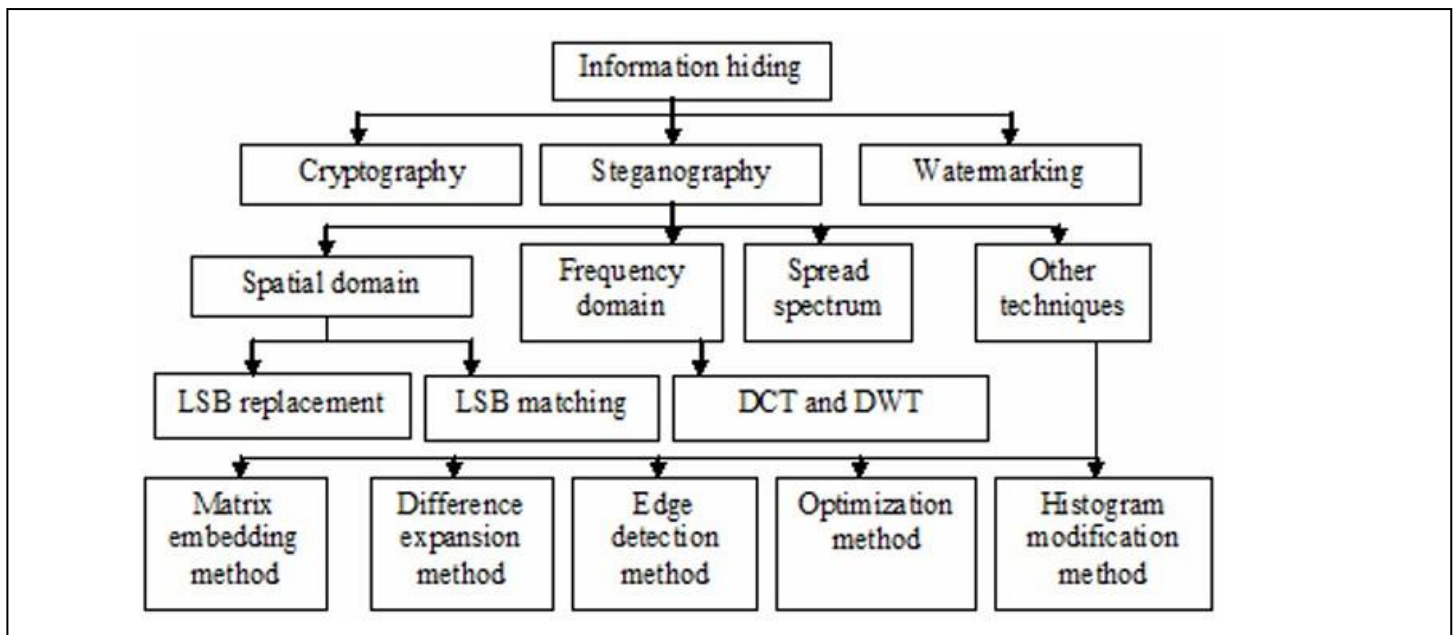 Information hiding
Cryptography
Steganography
Watermarking
Spatial domain
Frequency
domain
Spread
spectrum
Other
techniques
LSB replacement
LSB matching
DCT and DWT
Matrix
embedding
method
Difference
expansion
method
Edge
detection
method
Optimization
method
Histogram
modification
method